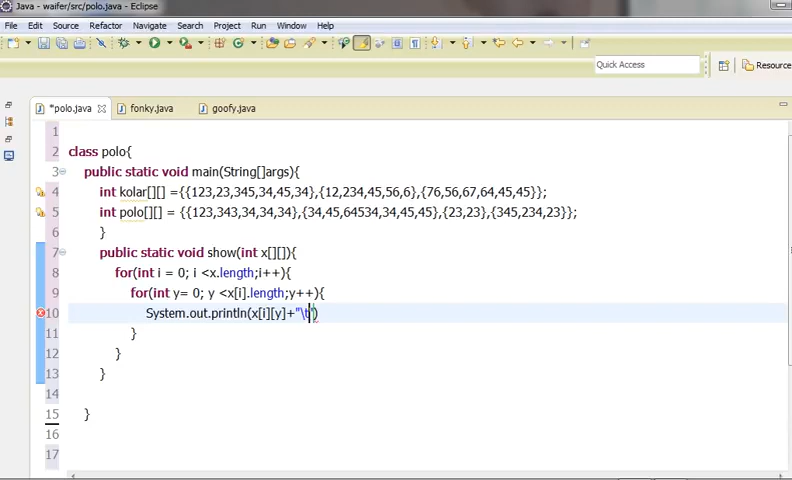 Java - waifer/src/polo.java - Eclipse
File Edit Source Refactor Navigate Search Project Run Window Help
Quick Access Resource
*polo.java fonky.java goofy.java
1
2 class polo{
3 public static void main(String[]args){
4 int kolar[][] ={{123,23,345,34,45,34},{12,234,45,56,6},{76,56,67,64,45,45}};
5 int polo[][] = {{123,343,34,34,34},{34,45,64534,34,45,45},{23,23},{345,234,23}};
6 }
7 public static void show(int x[][]){
8 for(int i = 0; i <x.length;i++){
9 for(int y= 0; y <x[i].length;y++){
10 System.out.println(x[i][y]+"\t")
11 }
12 }
13 }
14
15 }
16
17